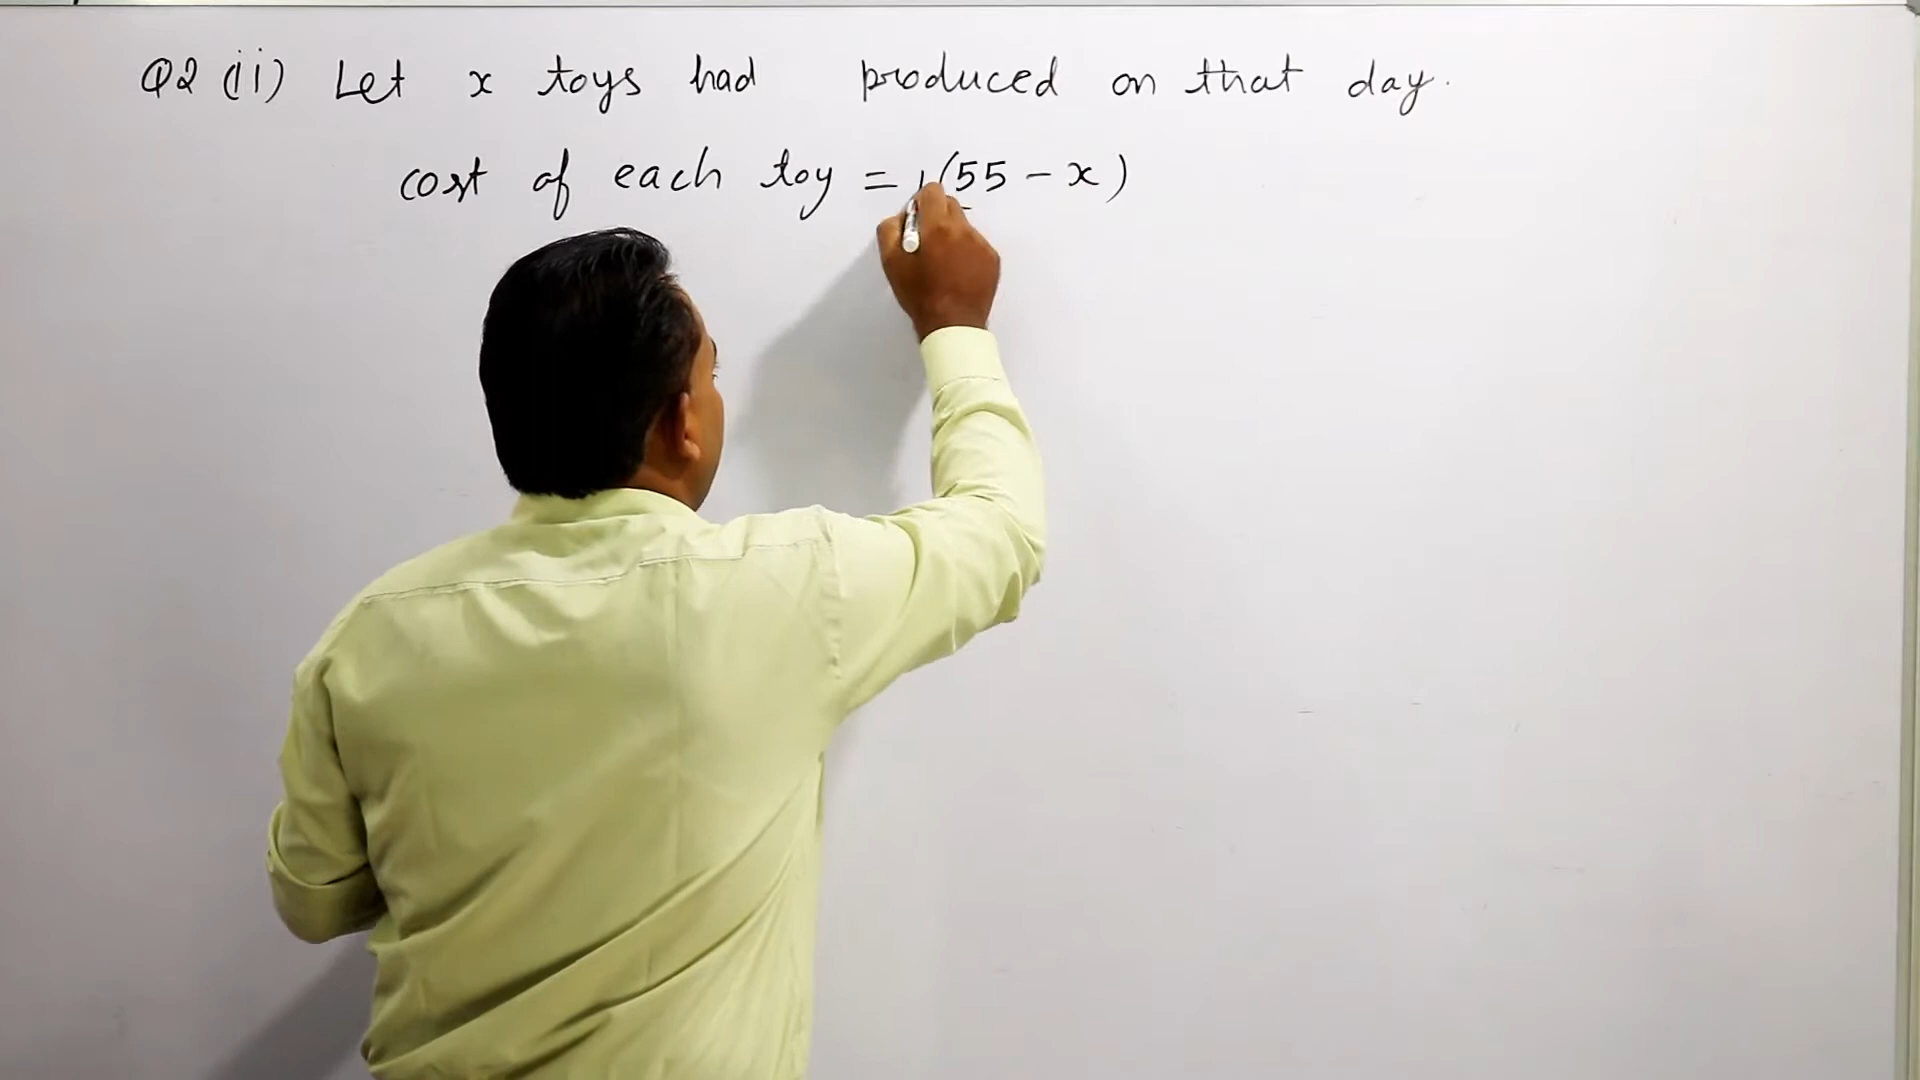 Q2 (ii) Let x toys had produced on that day.
cost of each toy = (55 - x)